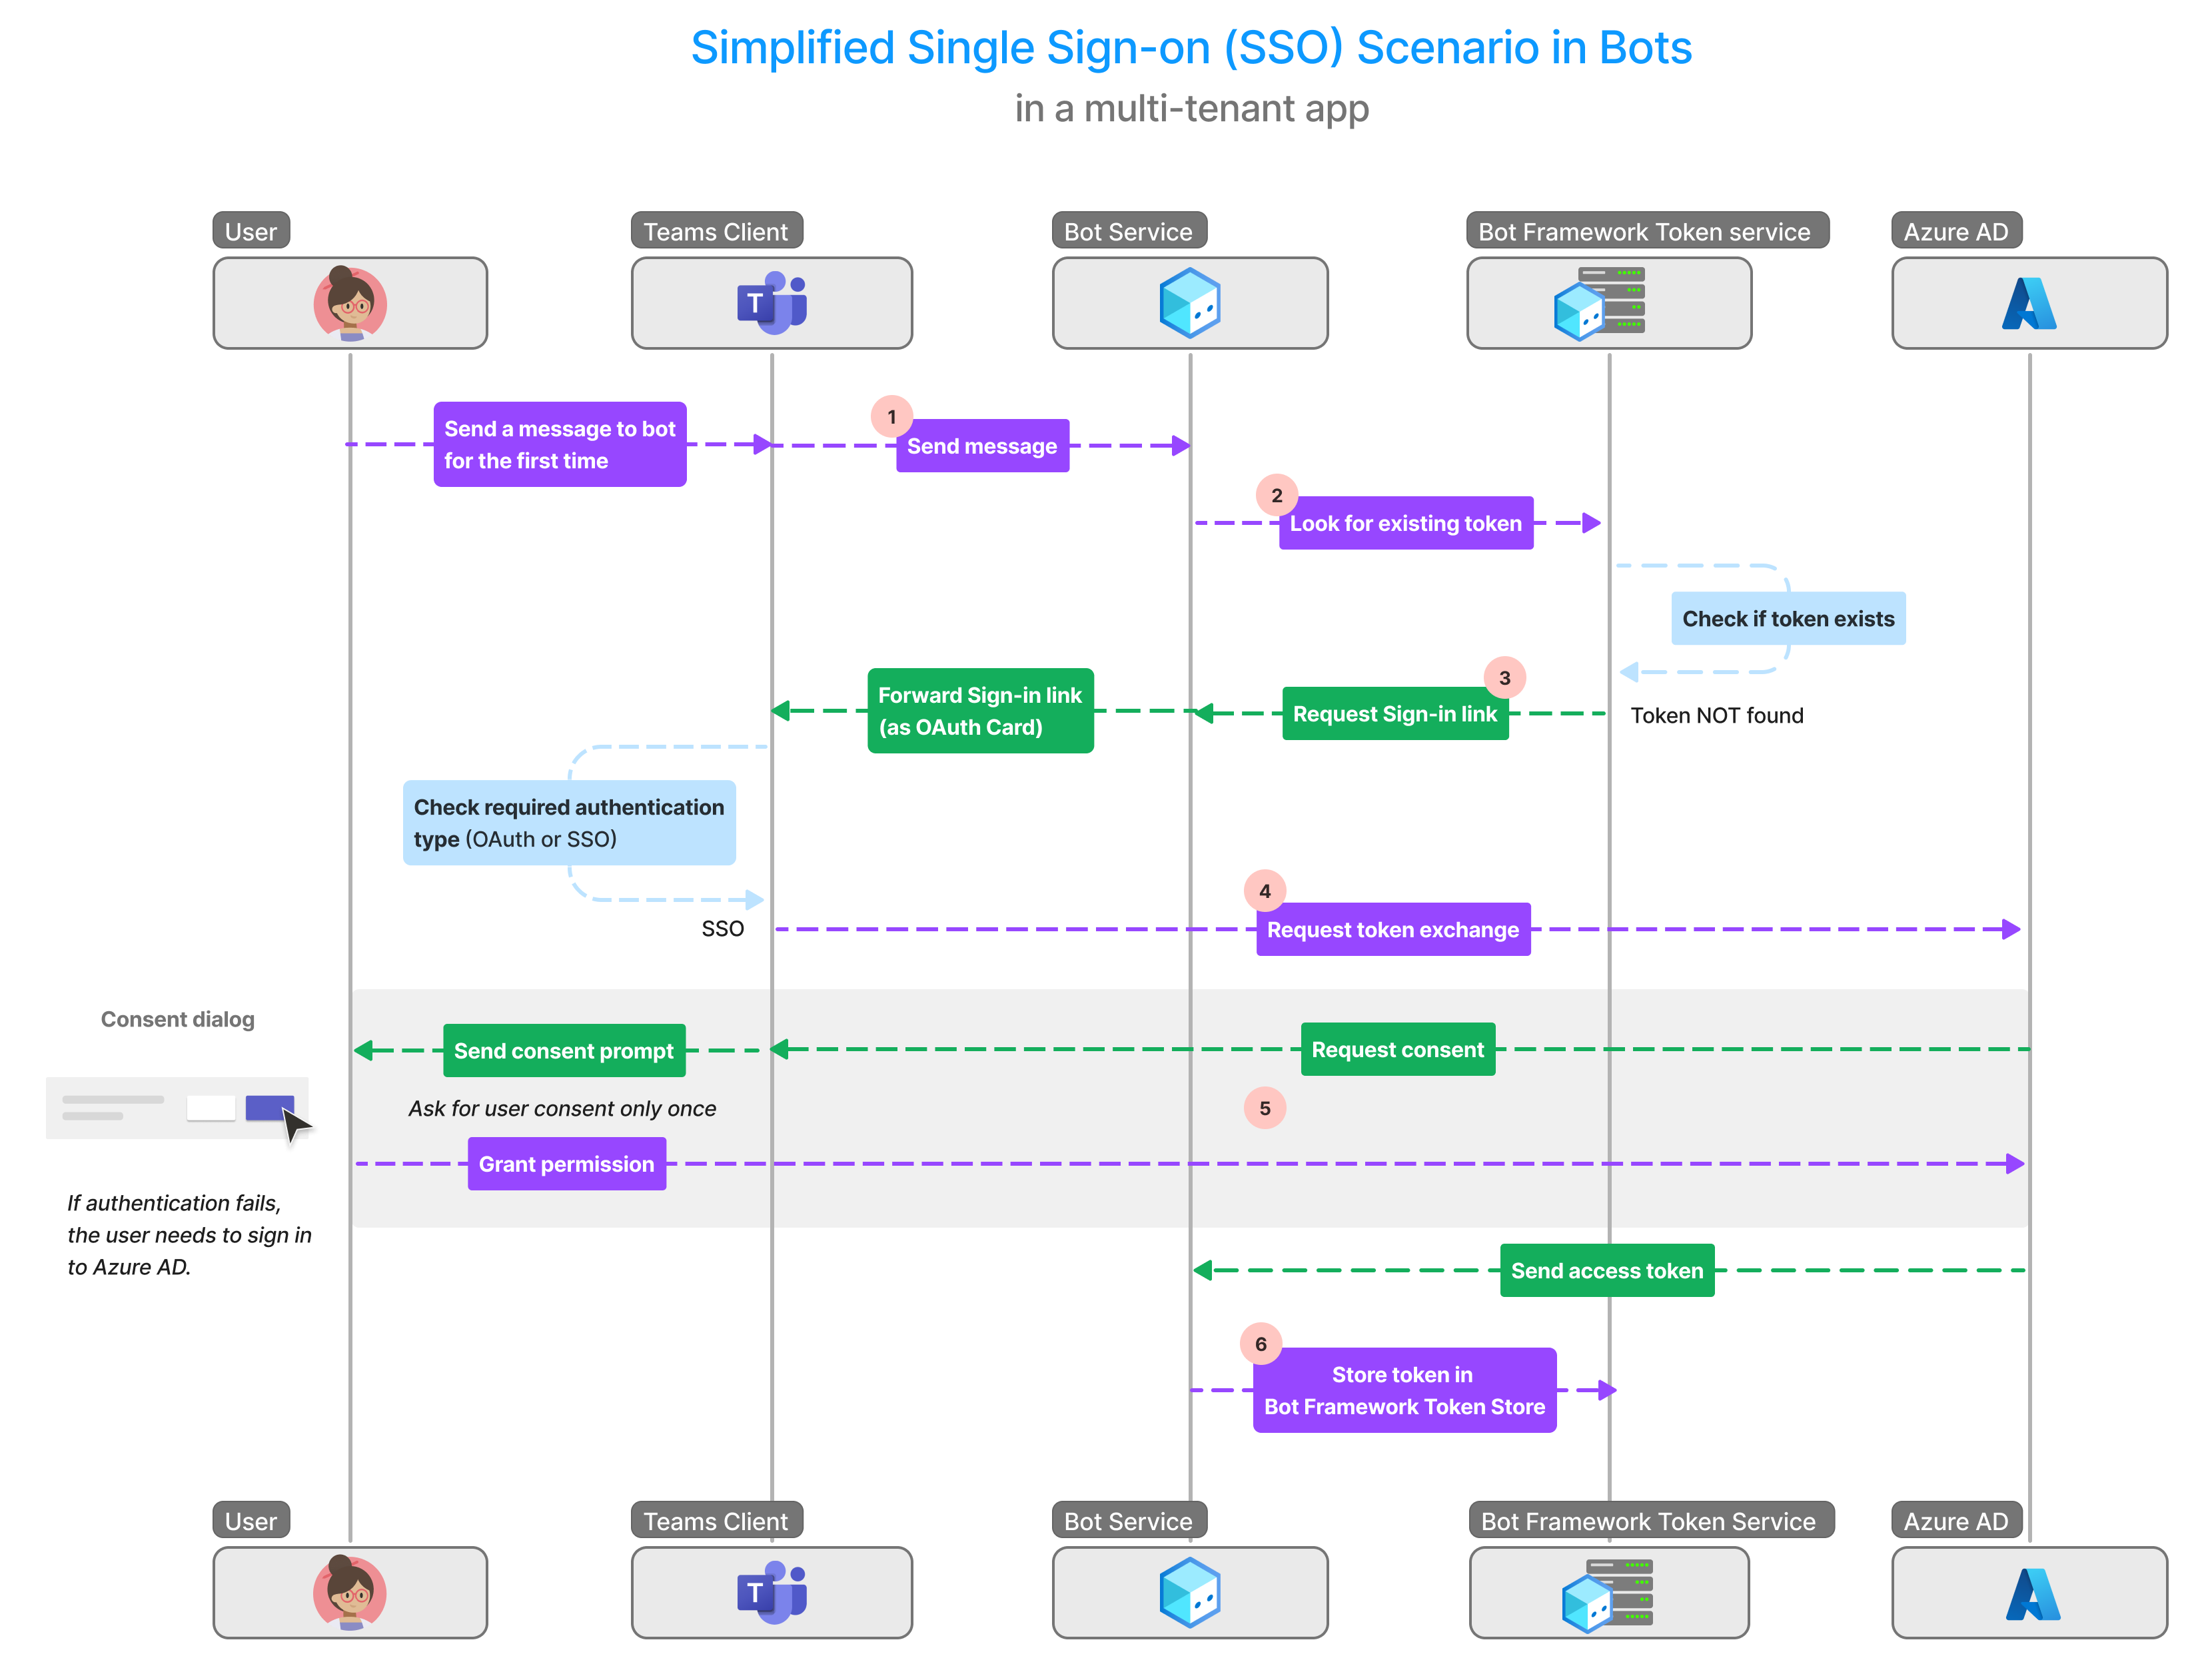 Simplified Single Sign-on (SSO) Scenario in Bots
in a multi-tenant app
User
Teams Client
Bot Service
Bot Framework Token service
Azure AD
T
Send a message to bot
for the first time
1
Send message
2
Look for existing token
Check if token exists
3
Request Sign-in link
Token NOT found
Forward Sign-in link
(as OAuth Card)
Check required authentication
type (OAuth or SSO)
SSO
4
Request token exchange
Consent dialog
Send consent prompt
Request consent
Ask for user consent only once
5
Grant permission
If authentication fails,
the user needs to sign in
to Azure AD.
Send access token
6
Store token in
Bot Framework Token Store
User
Teams Client
Bot Service
Bot Framework Token Service
Azure AD
T